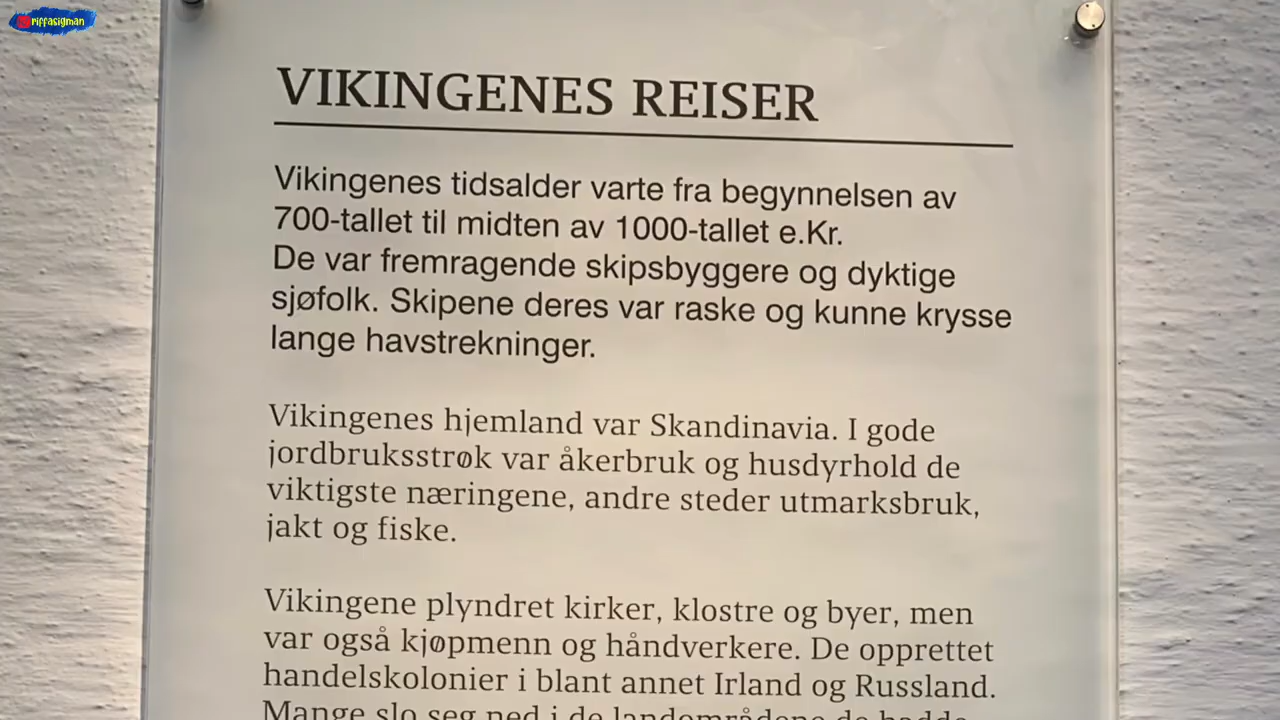 riffasigman
VIKINGENES REISER
Vikingenes tidsalder varte fra begynnelsen av
700-tallet til midten av 1000-tallet e.Kr.
De var fremragende skipsbyggere og dyktige
sjøfolk. Skipene deres var raske og kunne krysse
lange havstrekninger.
Vikingenes hjemland var Skandinavia. I gode
jordbruksstrøk var åkerbruk og husdyrhold de
viktigste næringene, andre steder utmarksbruk,
jakt og fiske.
Vikingene plyndret kirker, klostre og byer, men
var også kjøpmenn og håndverkere. De opprettet
handelskolonier i blant annet Irland og Russland.
Mange slo seg ned i de landområdene de hadde